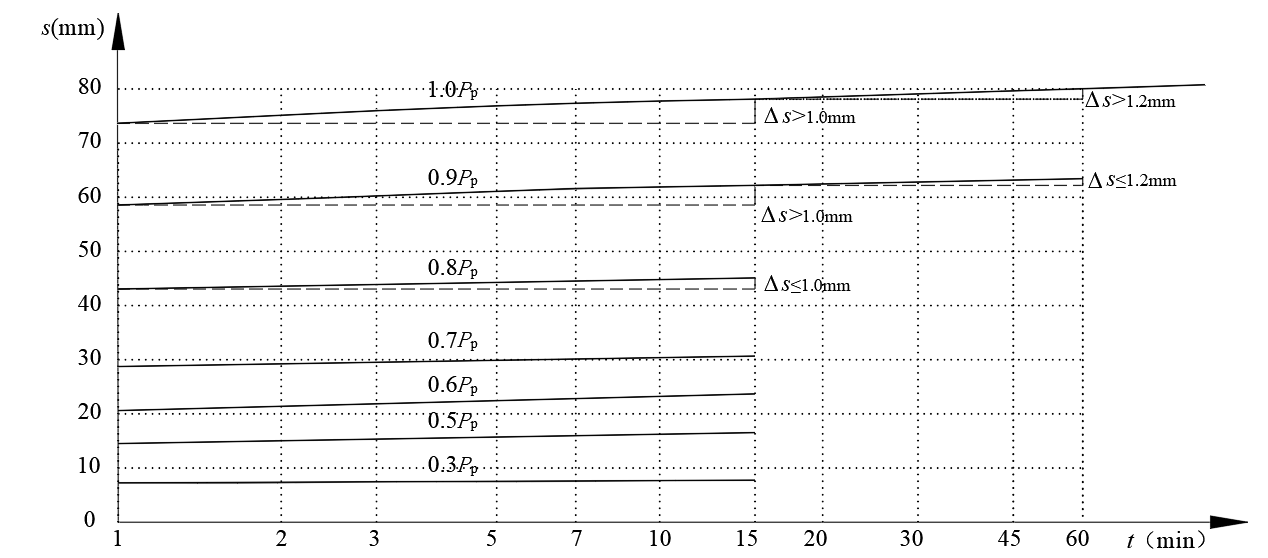 s(mm)
80
1.0Pp
Δs>1.2mm
Δs>1.0mm
70
0.9Pp
Δs≤1.2mm
60
Δs>1.0mm
50
0.8Pp
Δs≤1.0mm
40
0.7Pp
30
0.6Pp
20
0.5Pp
10
0.3Pp
0
1 2 3 5 7 10 15 20 30 45 60 t（min）